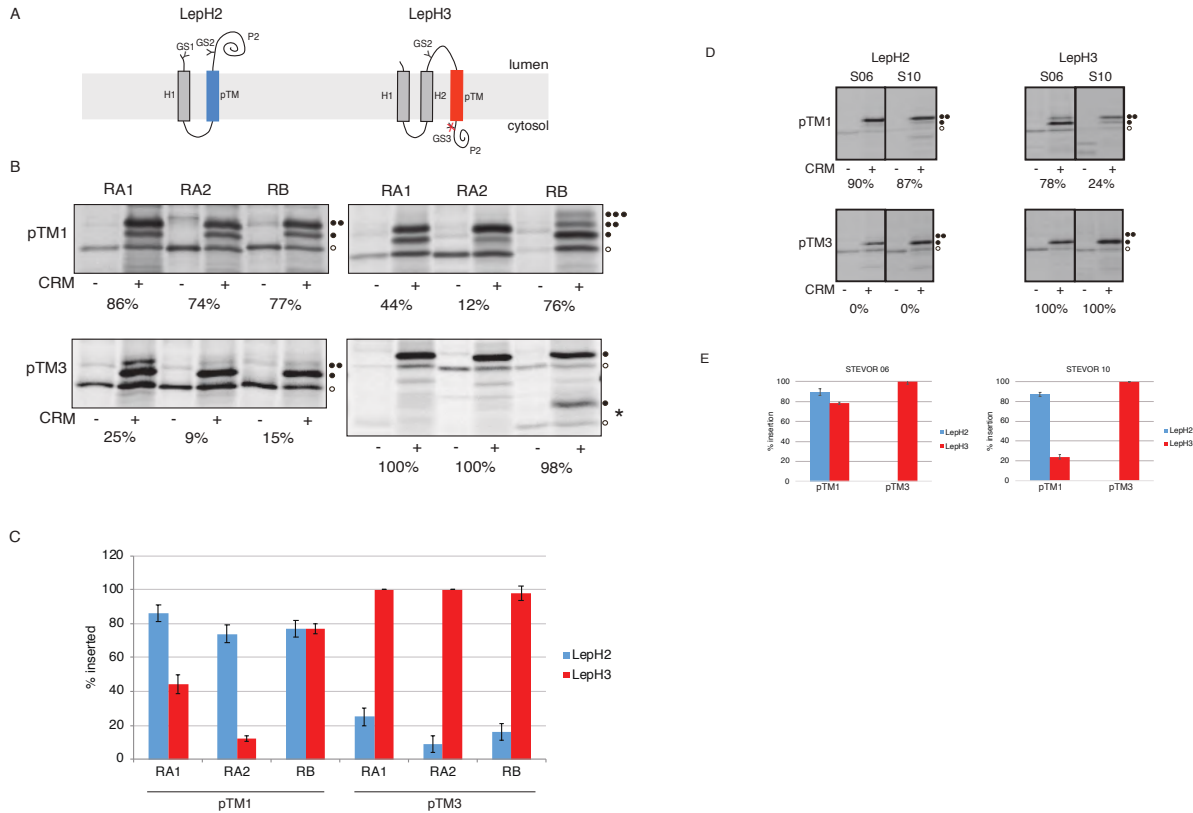 A
LepH2
LepH3
GS1
GS2
P2
H1
pTM
GS2
H1
H2
pTM
GS3
P2
lumen
cytosol
B
RA1 RA2 RB
RA1 RA2 RB
pTM1
●●
●
○
●●●
●●
●
○
CRM - + - + - +
- + - + - +
86% 74% 77%
44% 12% 76%
pTM3
●●
●
○
●
○
●
*
○
CRM - + - + - +
25% 9% 15%
- + - + - +
100% 100% 98%
C
120
100
80
60
40
20
0
% inserted
RA1 RA2 RB RA1 RA2 RB
pTM1 pTM3
LepH2
LepH3
D
LepH2 LepH3
S06 S10 S06 S10
pTM1
●●
●
○
●●
●
○
CRM - + - + - + - +
90% 87% 78% 24%
pTM3
●●
●
○
●●
●
○
CRM - + - + - + - +
0% 0% 100% 100%
E
STEVOR 06
100
80
60
40
20
0
% insertion
pTM1 pTM3
LepH2
LepH3
STEVOR 10
100
80
60
40
20
0
% insertion
pTM1 pTM3
LepH2
LepH3